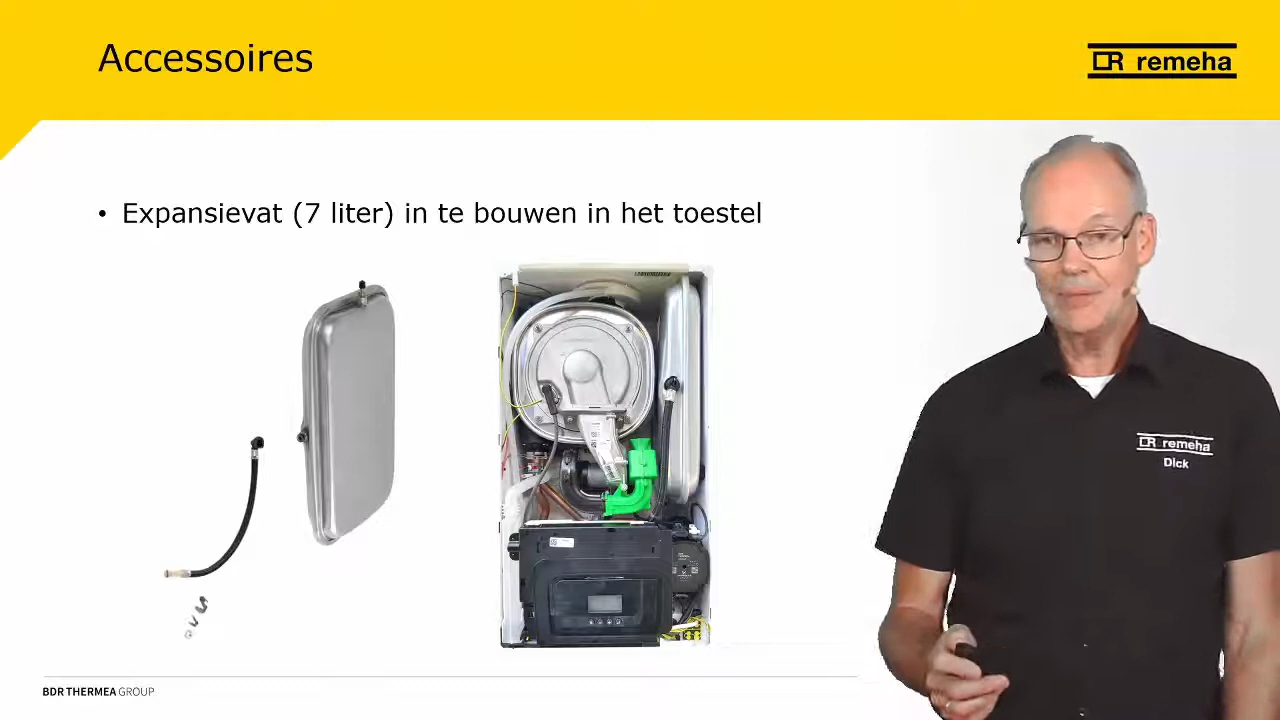 Accessoires
remeha
• Expansievat (7 liter) in te bouwen in het toestel
remeha
Dick
BDR THERMEA GROUP